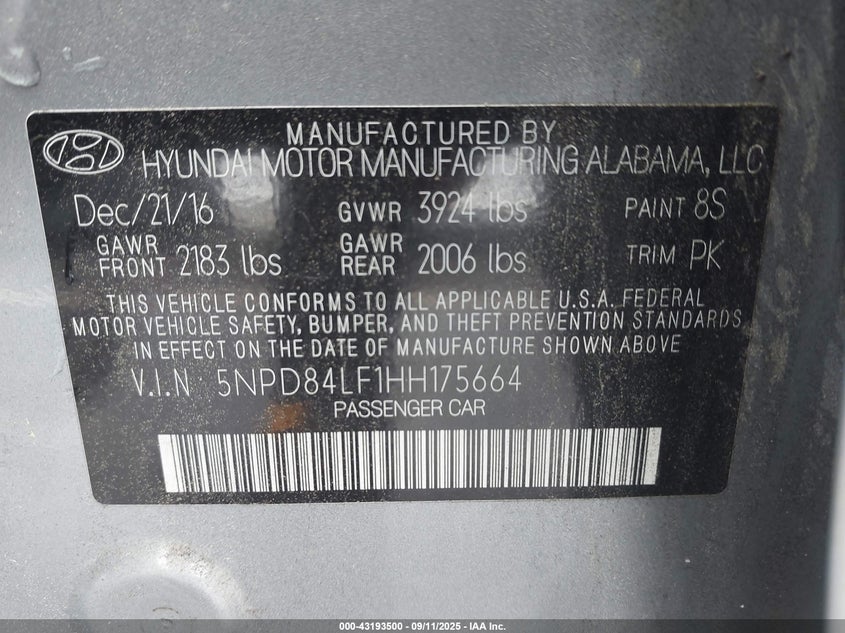 MANUFACTURED BY
HYUNDAI MOTOR MANUFACTURING ALABAMA, LLC
Dec/21/16 GVWR 3924 lbs PAINT 8S
GAWR FRONT 2183 lbs GAWR REAR 2006 lbs TRIM PK
THIS VEHICLE CONFORMS TO ALL APPLICABLE U.S.A. FEDERAL
MOTOR VEHICLE SAFETY, BUMPER, AND THEFT PREVENTION STANDARDS
IN EFFECT ON THE DATE OF MANUFACTURE SHOWN ABOVE
V.I.N 5NPD84LF1HH175664
PASSENGER CAR
000-43193500 - 09/11/2025 - IAA Inc.